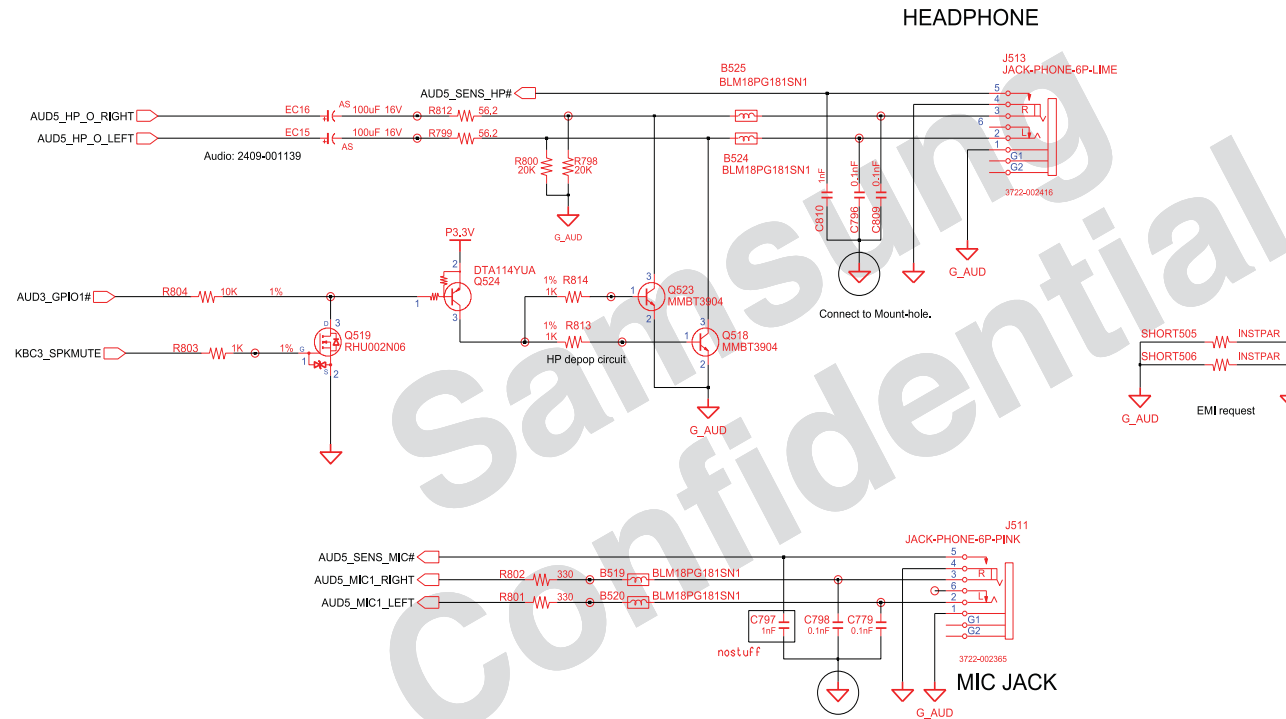 HEADPHONE
J513
JACK-PHONE-6P-LIME
B525
BLM18PG181SN1
AUD5_SENS_HP#
5
4
3
R
6
2
L
1
G1
G2
3722-002416
AUD5_HP_O_RIGHT
EC16
AS
100uF 16V
R812
56.2
AUD5_HP_O_LEFT
EC15
100uF 16V
AS
R799
56.2
Audio: 2409-001139
B524
BLM18PG181SN1
R800
20K
R798
20K
G_AUD
1nF
0.1nF
0.1nF
C810
C796
C809
G_AUD
Connect to Mount-hole.
P3.3V
2
DTA114YUA
Q524
1
3
AUD3_GPIO1#
R804
10K
1%
D
3
Q519
RHU002N06
G
1
S
2
KBC3_SPKMUTE
R803
1K
1%
1%
1K
R814
1
3
Q523
MMBT3904
2
1%
1K
R813
HP depop circuit
1
3
Q518
MMBT3904
2
G_AUD
SHORT505
INSTPAR
SHORT506
INSTPAR
G_AUD
EMI request
J511
JACK-PHONE-6P-PINK
AUD5_SENS_MIC#
AUD5_MIC1_RIGHT
R802
330
B519
BLM18PG181SN1
AUD5_MIC1_LEFT
R801
330
B520
BLM18PG181SN1
5
4
3
R
6
2
L
1
G1
G2
C797
1nF
nostuff
C798
0.1nF
C779
0.1nF
3722-002365
MIC JACK
G_AUD
Samsung
Confidential